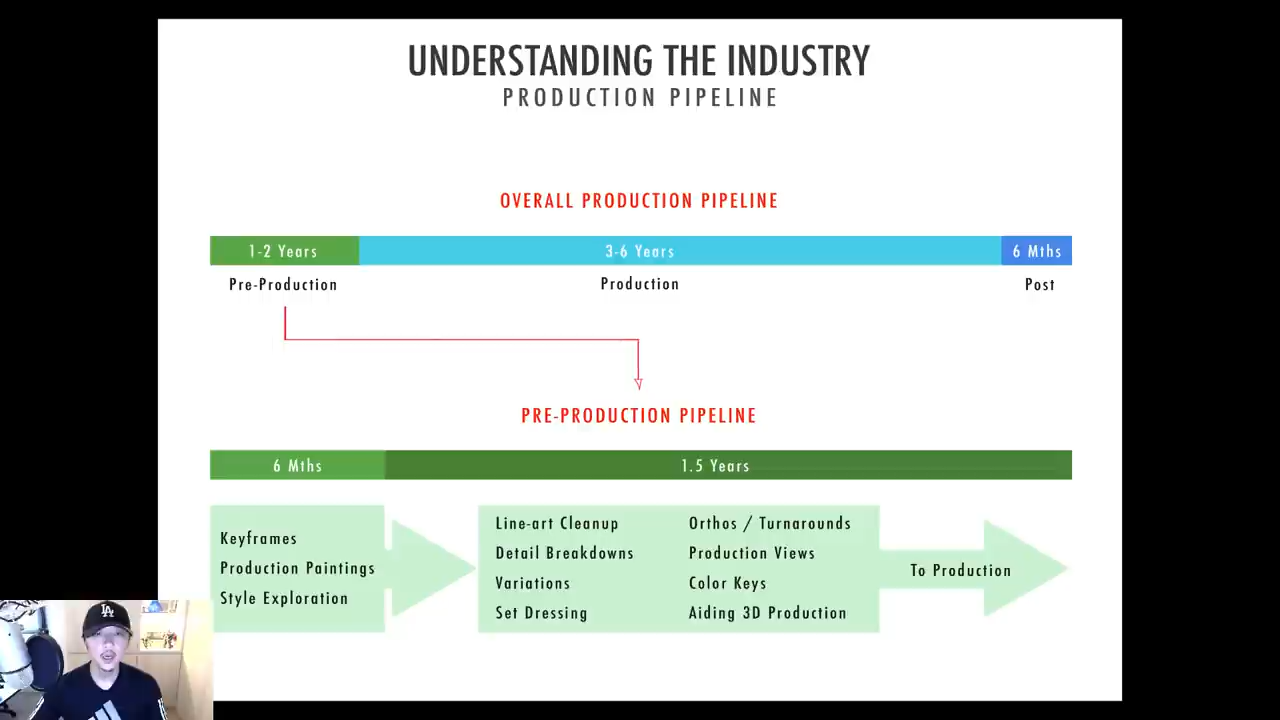 UNDERSTANDING THE INDUSTRY
PRODUCTION PIPELINE
OVERALL PRODUCTION PIPELINE
1-2 Years
3-6 Years
6 Mths
Pre-Production
Production
Post
PRE-PRODUCTION PIPELINE
6 Mths
1.5 Years
Keyframes
Production Paintings
Style Exploration
Line-art Cleanup
Detail Breakdowns
Variations
Set Dressing
Orthos / Turnarounds
Production Views
Color Keys
Aiding 3D Production
To Production
LA